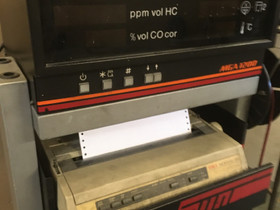 ppm vol HC
% vol CO cor
°C
MGA 1200